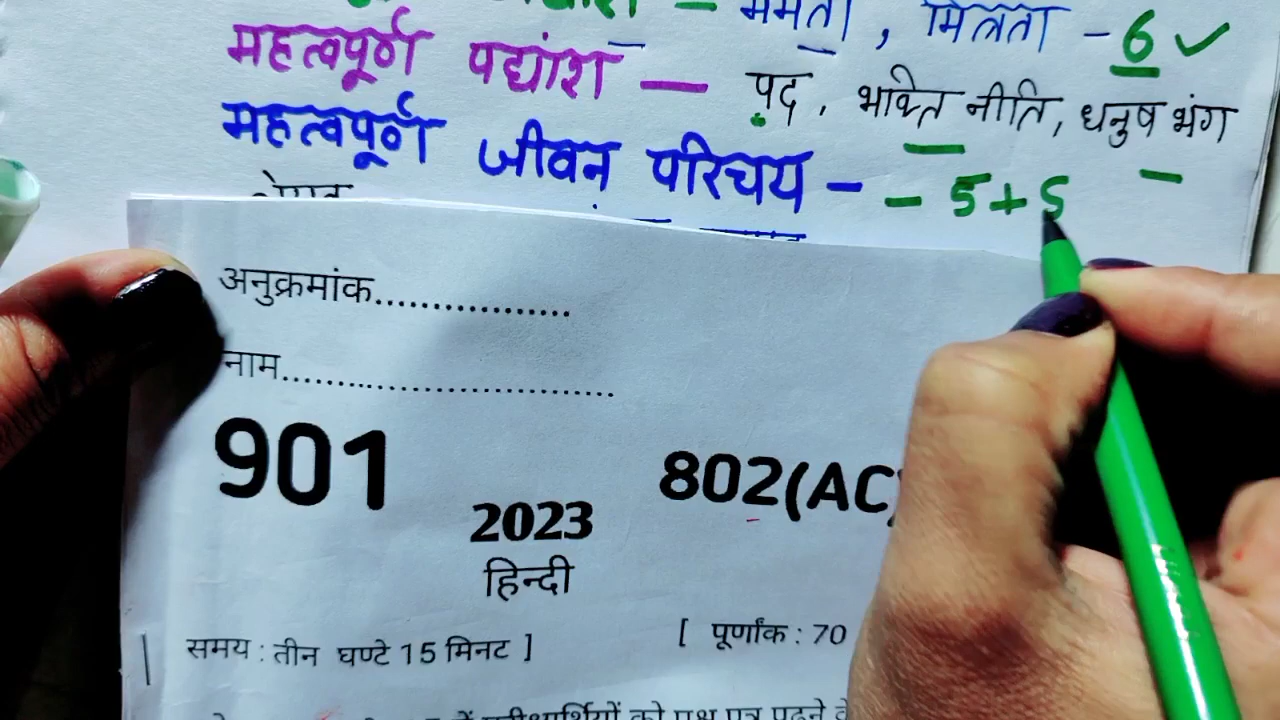 — ममता, मित्रता – 6 ✓
महत्वपूर्ण पद्यांश — पद, भक्ति नीति, धनुष भंग
महत्वपूर्ण जीवन परिचय – – 5+5
अनुक्रमांक..................
नाम..............................
901
802(AC)
2023
हिन्दी
समय : तीन घण्टे 15 मिनट ]
[ पूर्णांक : 70